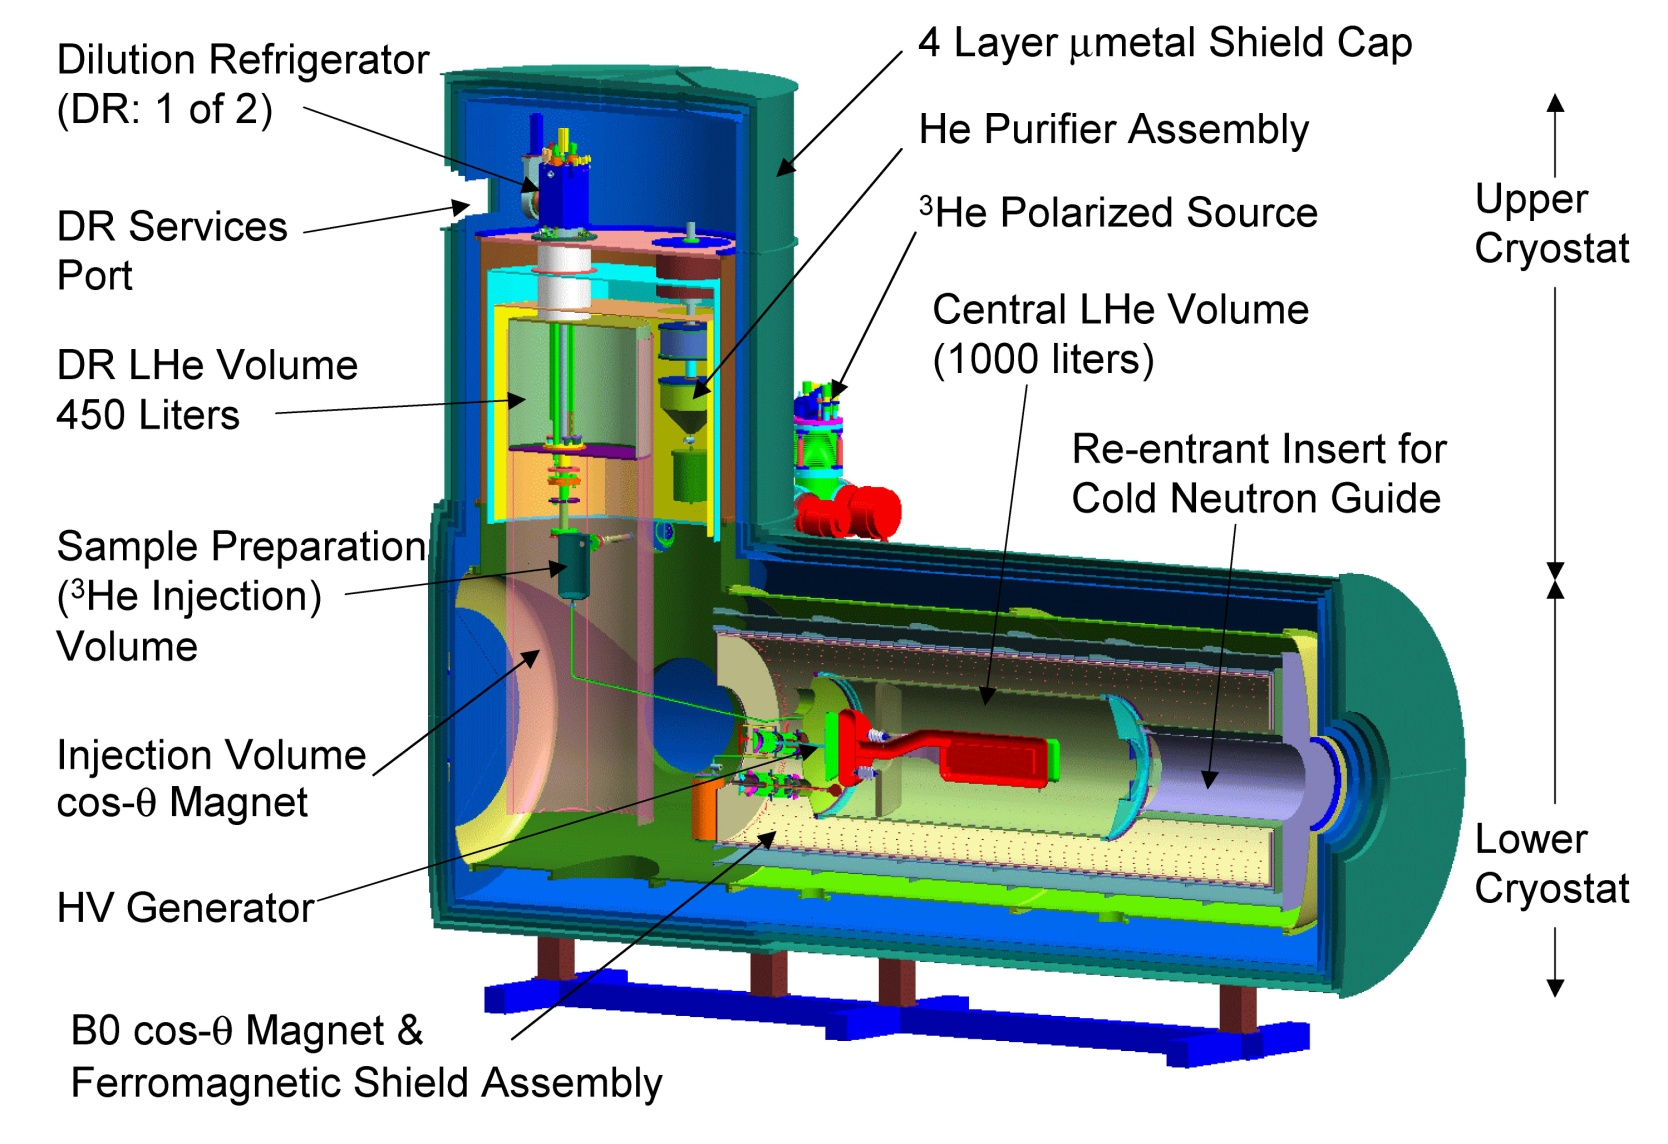 Dilution Refrigerator
(DR: 1 of 2)
DR Services
Port
DR LHe Volume
450 Liters
Sample Preparation
(³He Injection)
Volume
Injection Volume
cos-θ Magnet
HV Generator
B0 cos-θ Magnet &
Ferromagnetic Shield Assembly
4 Layer μmetal Shield Cap
He Purifier Assembly
³He Polarized Source
Central LHe Volume
(1000 liters)
Re-entrant Insert for
Cold Neutron Guide
Upper
Cryostat
Lower
Cryostat